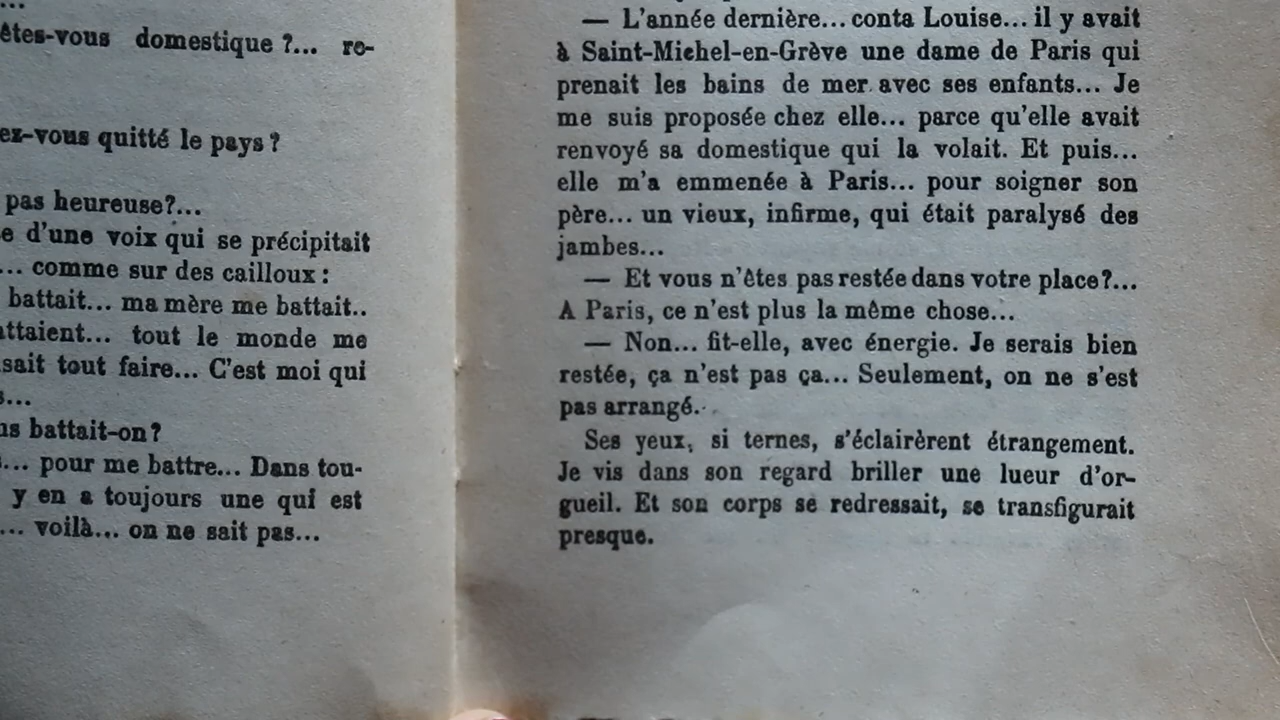 êtes-vous domestique ?... re-
ez-vous quitté le pays ?
pas heureuse?...
e d'une voix qui se précipitait
... comme sur des cailloux :
battait... ma mère me battait..
attaient... tout le monde me
sait tout faire... C'est moi qui
s...
us battait-on ?
s... pour me battre... Dans tou-
y en a toujours une qui est
... voilà... on ne sait pas...
— L'année dernière... conta Louise... il y avait
à Saint-Michel-en-Grève une dame de Paris qui
prenait les bains de mer avec ses enfants... Je
me suis proposée chez elle... parce qu'elle avait
renvoyé sa domestique qui la volait. Et puis...
elle m'a emmenée à Paris... pour soigner son
père... un vieux, infirme, qui était paralysé des
jambes...
— Et vous n'êtes pas restée dans votre place ?...
A Paris, ce n'est plus la même chose...
— Non... fit-elle, avec énergie. Je serais bien
restée, ça n'est pas ça... Seulement, on ne s'est
pas arrangé.
Ses yeux, si ternes, s'éclairèrent étrangement.
Je vis dans son regard briller une lueur d'or-
gueil. Et son corps se redressait, se transfigurait
presque.